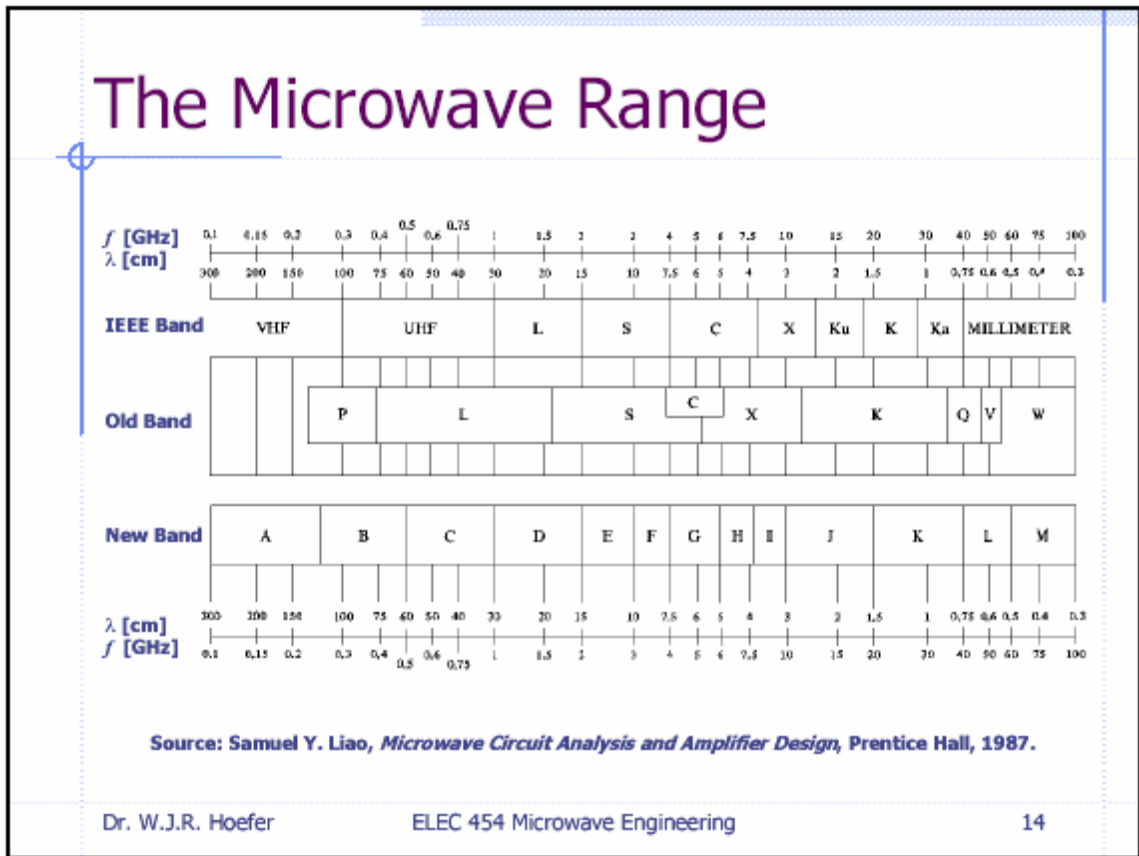 The Microwave Range
f [GHz] 0.1 0.15 0.2 0.3 0.4 0.5 0.6 0.75 1 1.5 2 3 4 5 6 7.5 10 15 20 30 40 50 60 75 100
λ [cm] 300 200 150 100 75 60 50 40 30 20 15 10 7.5 6 5 4 3 2 1.5 1 0.75 0.6 0.5 0.4 0.3
IEEE Band VHF UHF L S C X Ku K Ka MILLIMETER
Old Band P L S C X K Q V W
New Band A B C D E F G H I J K L M
λ [cm] 300 200 150 100 75 60 50 40 30 20 15 10 7.5 6 5 4 3 2 1.5 1 0.75 0.6 0.5 0.4 0.3
f [GHz] 0.1 0.15 0.2 0.3 0.4 0.5 0.6 0.75 1 1.5 2 3 4 5 6 7.5 10 15 20 30 40 50 60 75 100
Source: Samuel Y. Liao, Microwave Circuit Analysis and Amplifier Design, Prentice Hall, 1987.
Dr. W.J.R. Hoefer ELEC 454 Microwave Engineering 14